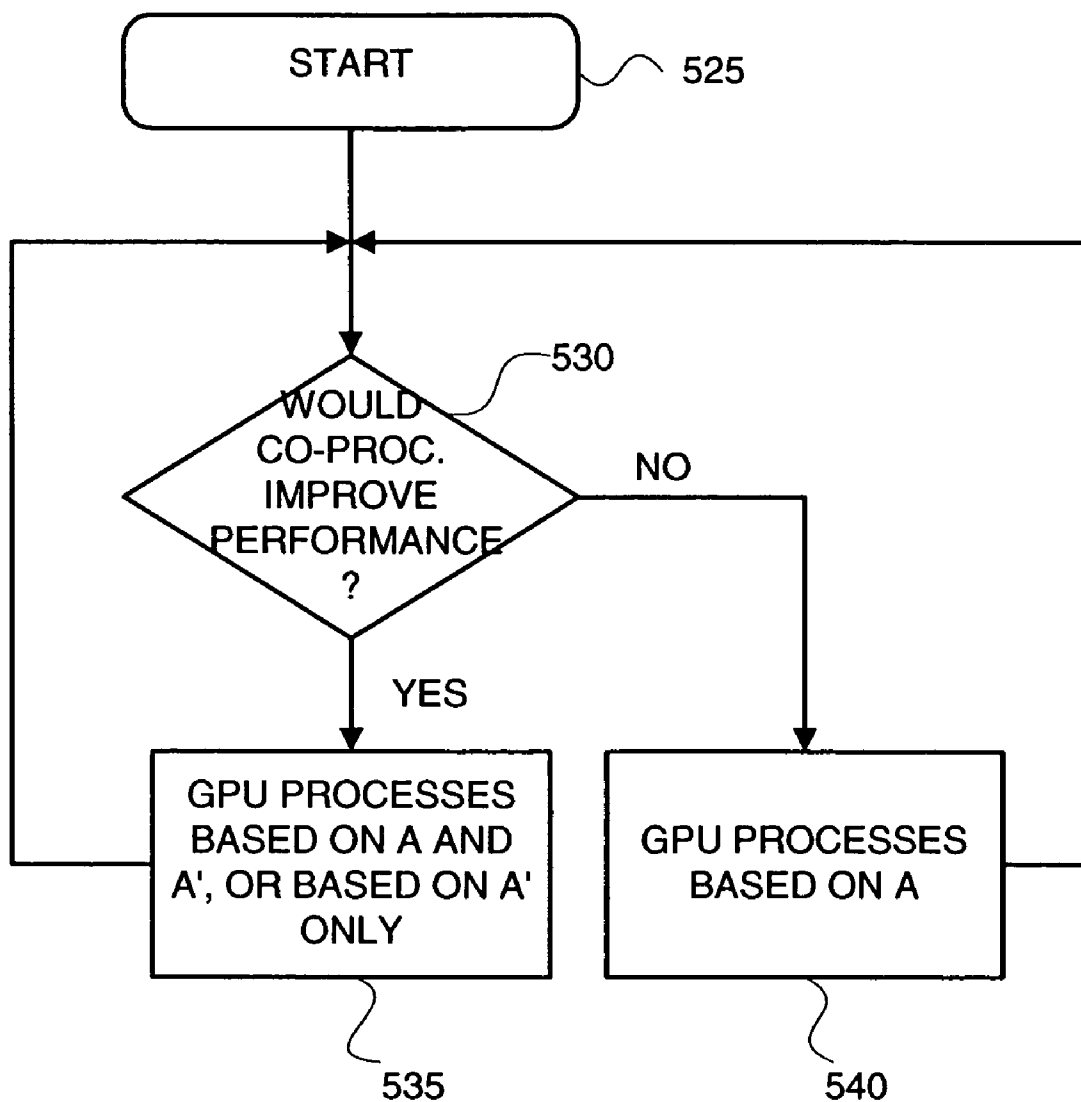 START
525
530
WOULD
CO-PROC.
IMPROVE
PERFORMANCE
?
NO
YES
GPU PROCESSES
BASED ON A AND
A', OR BASED ON A'
ONLY
GPU PROCESSES
BASED ON A
535
540